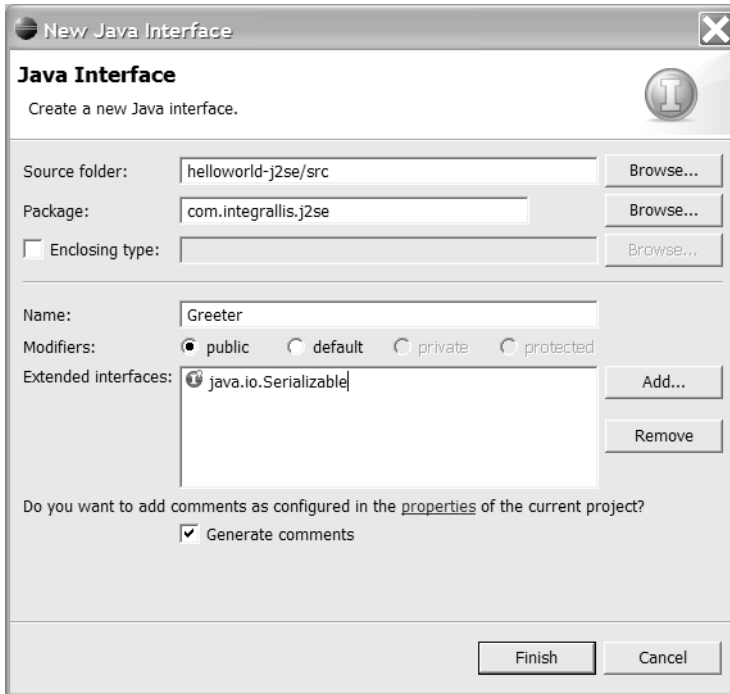 New Java Interface
Java Interface
Create a new Java interface.
Source folder: helloworld-j2se/src Browse...
Package: com.integrallis.j2se Browse...
Enclosing type: Browse...
Name: Greeter
Modifiers: public default private protected
Extended interfaces: java.io.Serializable Add...
Remove
Do you want to add comments as configured in the properties of the current project?
Generate comments
Finish Cancel